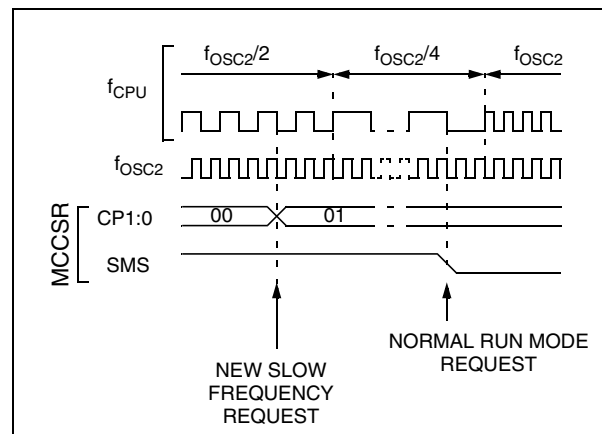 fOSC2/2 fOSC2/4 fOSC2
fCPU
fOSC2
MCCSR
CP1:0 00 01
SMS
NEW SLOW
FREQUENCY
REQUEST
NORMAL RUN MODE
REQUEST